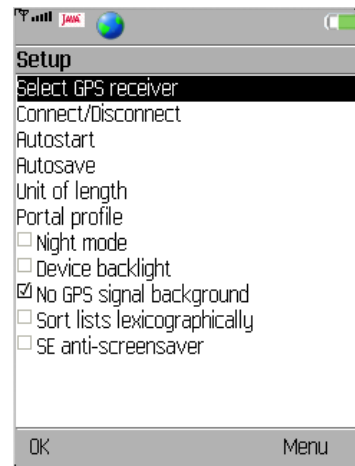 JAVA
Setup
Select GPS receiver
Connect/Disconnect
Autostart
Autosave
Unit of length
Portal profile
Night mode
Device backlight
No GPS signal background
Sort lists lexicographically
SE anti-screensaver
OK Menu